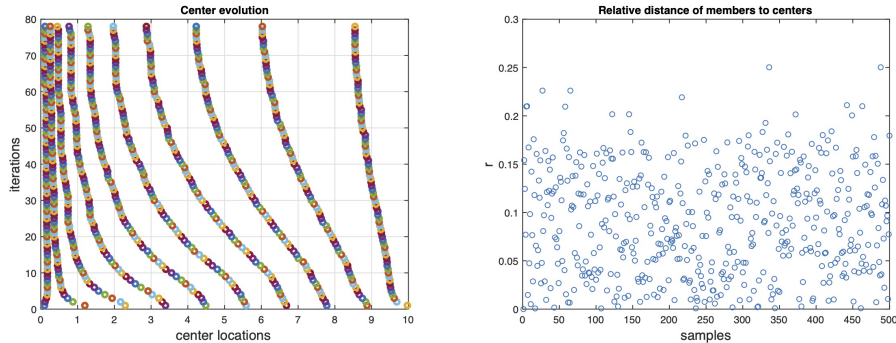 Center evolution
80
70
60
50
40
30
20
10
0
iterations
0 1 2 3 4 5 6 7 8 9 10
center locations
Relative distance of members to centers
0.3
0.25
0.2
0.15
0.1
0.05
0
r
0 50 100 150 200 250 300 350 400 450 500
samples